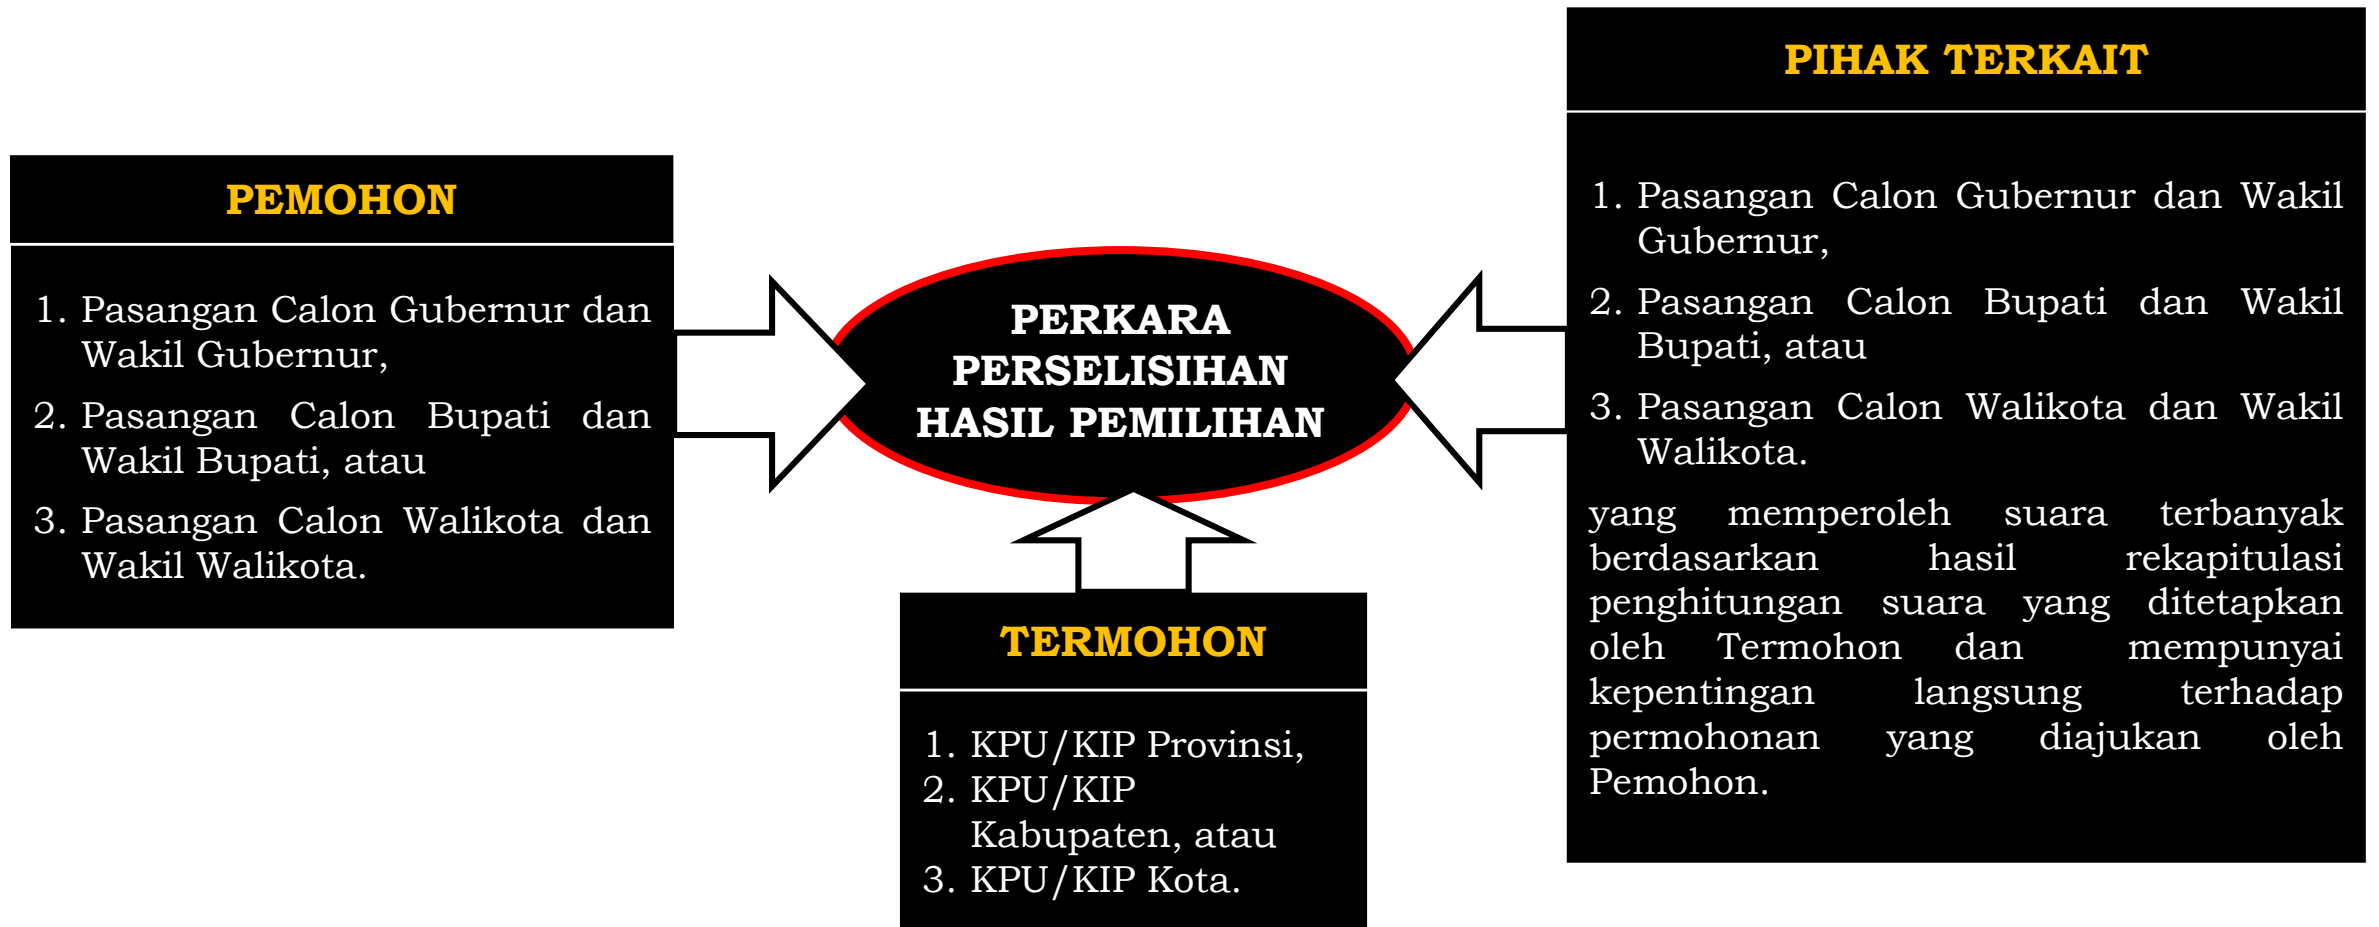 PEMOHON
1. Pasangan Calon Gubernur dan
Wakil Gubernur,
2. Pasangan Calon Bupati dan
Wakil Bupati, atau
3. Pasangan Calon Walikota dan
Wakil Walikota.
PERKARA
PERSELISIHAN
HASIL PEMILIHAN
TERMOHON
1. KPU/KIP Provinsi,
2. KPU/KIP
Kabupaten, atau
3. KPU/KIP Kota.
PIHAK TERKAIT
1. Pasangan Calon Gubernur dan Wakil
Gubernur,
2. Pasangan Calon Bupati dan Wakil
Bupati, atau
3. Pasangan Calon Walikota dan Wakil
Walikota.
yang memperoleh suara terbanyak
berdasarkan hasil rekapitulasi
penghitungan suara yang ditetapkan
oleh Termohon dan mempunyai
kepentingan langsung terhadap
permohonan yang diajukan oleh
Pemohon.